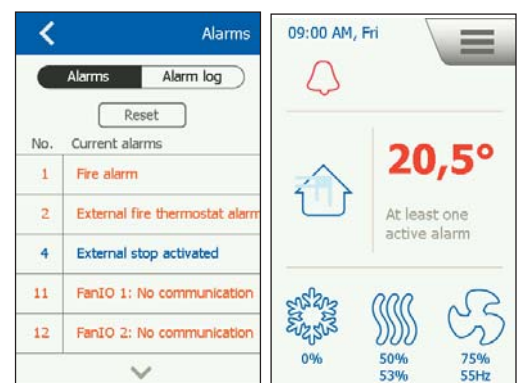 Alarms
Alarms
Alarm log
Reset
No. Current alarms
1 Fire alarm
2 External fire thermostat alarm
4 External stop activated
11 FanIO 1: No communication
12 FanIO 2: No communication
09:00 AM, Fri
20,5°
At least one
active alarm
0%
50%
53%
75%
55Hz